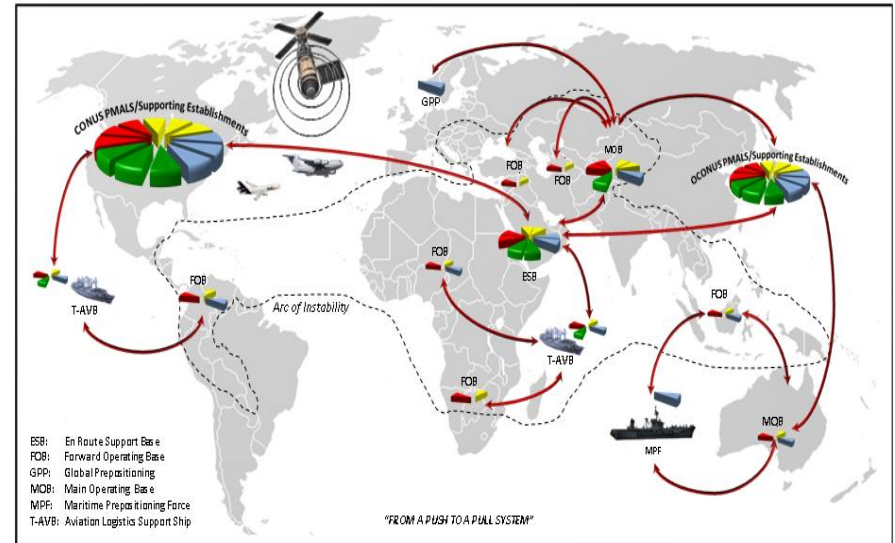 CONUS PMALS/Supporting Establishments
GPP
MOB
FOB
FOB
OCONUS PMALS/Supporting Establishments
FOB
ESB
FOB
T-AVB
Arc of Instability
FOB
T-AVB
FOB
MOB
MPF
ESB: En Route Support Base
FOB: Forward Operating Base
GPP: Global Prepositioning
MOB: Main Operating Base
MPF: Maritime Prepositioning Force
T-AVB: Aviation Logistics Support Ship
"FROM A PUSH TO A PULL SYSTEM"